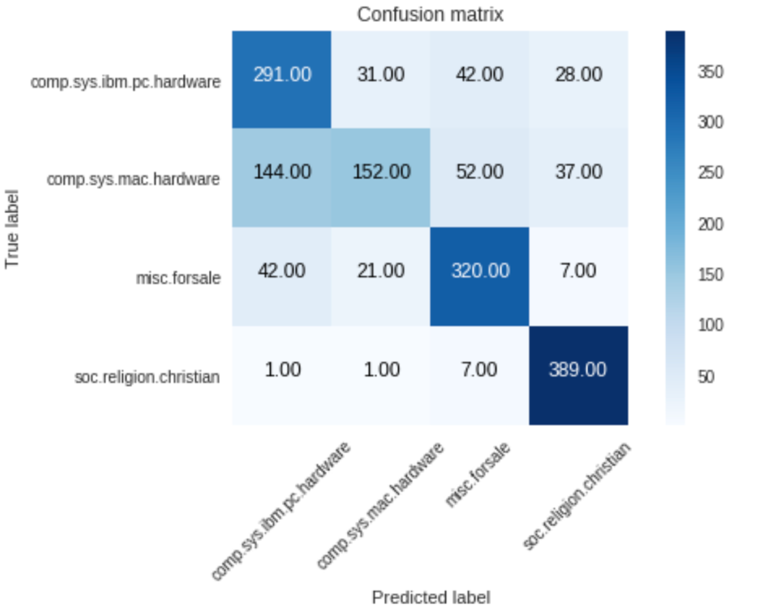 Confusion matrix
comp.sys.ibm.pc.hardware 291.00 31.00 42.00 28.00
comp.sys.mac.hardware 144.00 152.00 52.00 37.00
misc.forsale 42.00 21.00 320.00 7.00
soc.religion.christian 1.00 1.00 7.00 389.00
True label
350
300
250
200
150
100
50
comp.sys.ibm.pc.hardware
comp.sys.mac.hardware
misc.forsale
soc.religion.christian
Predicted label